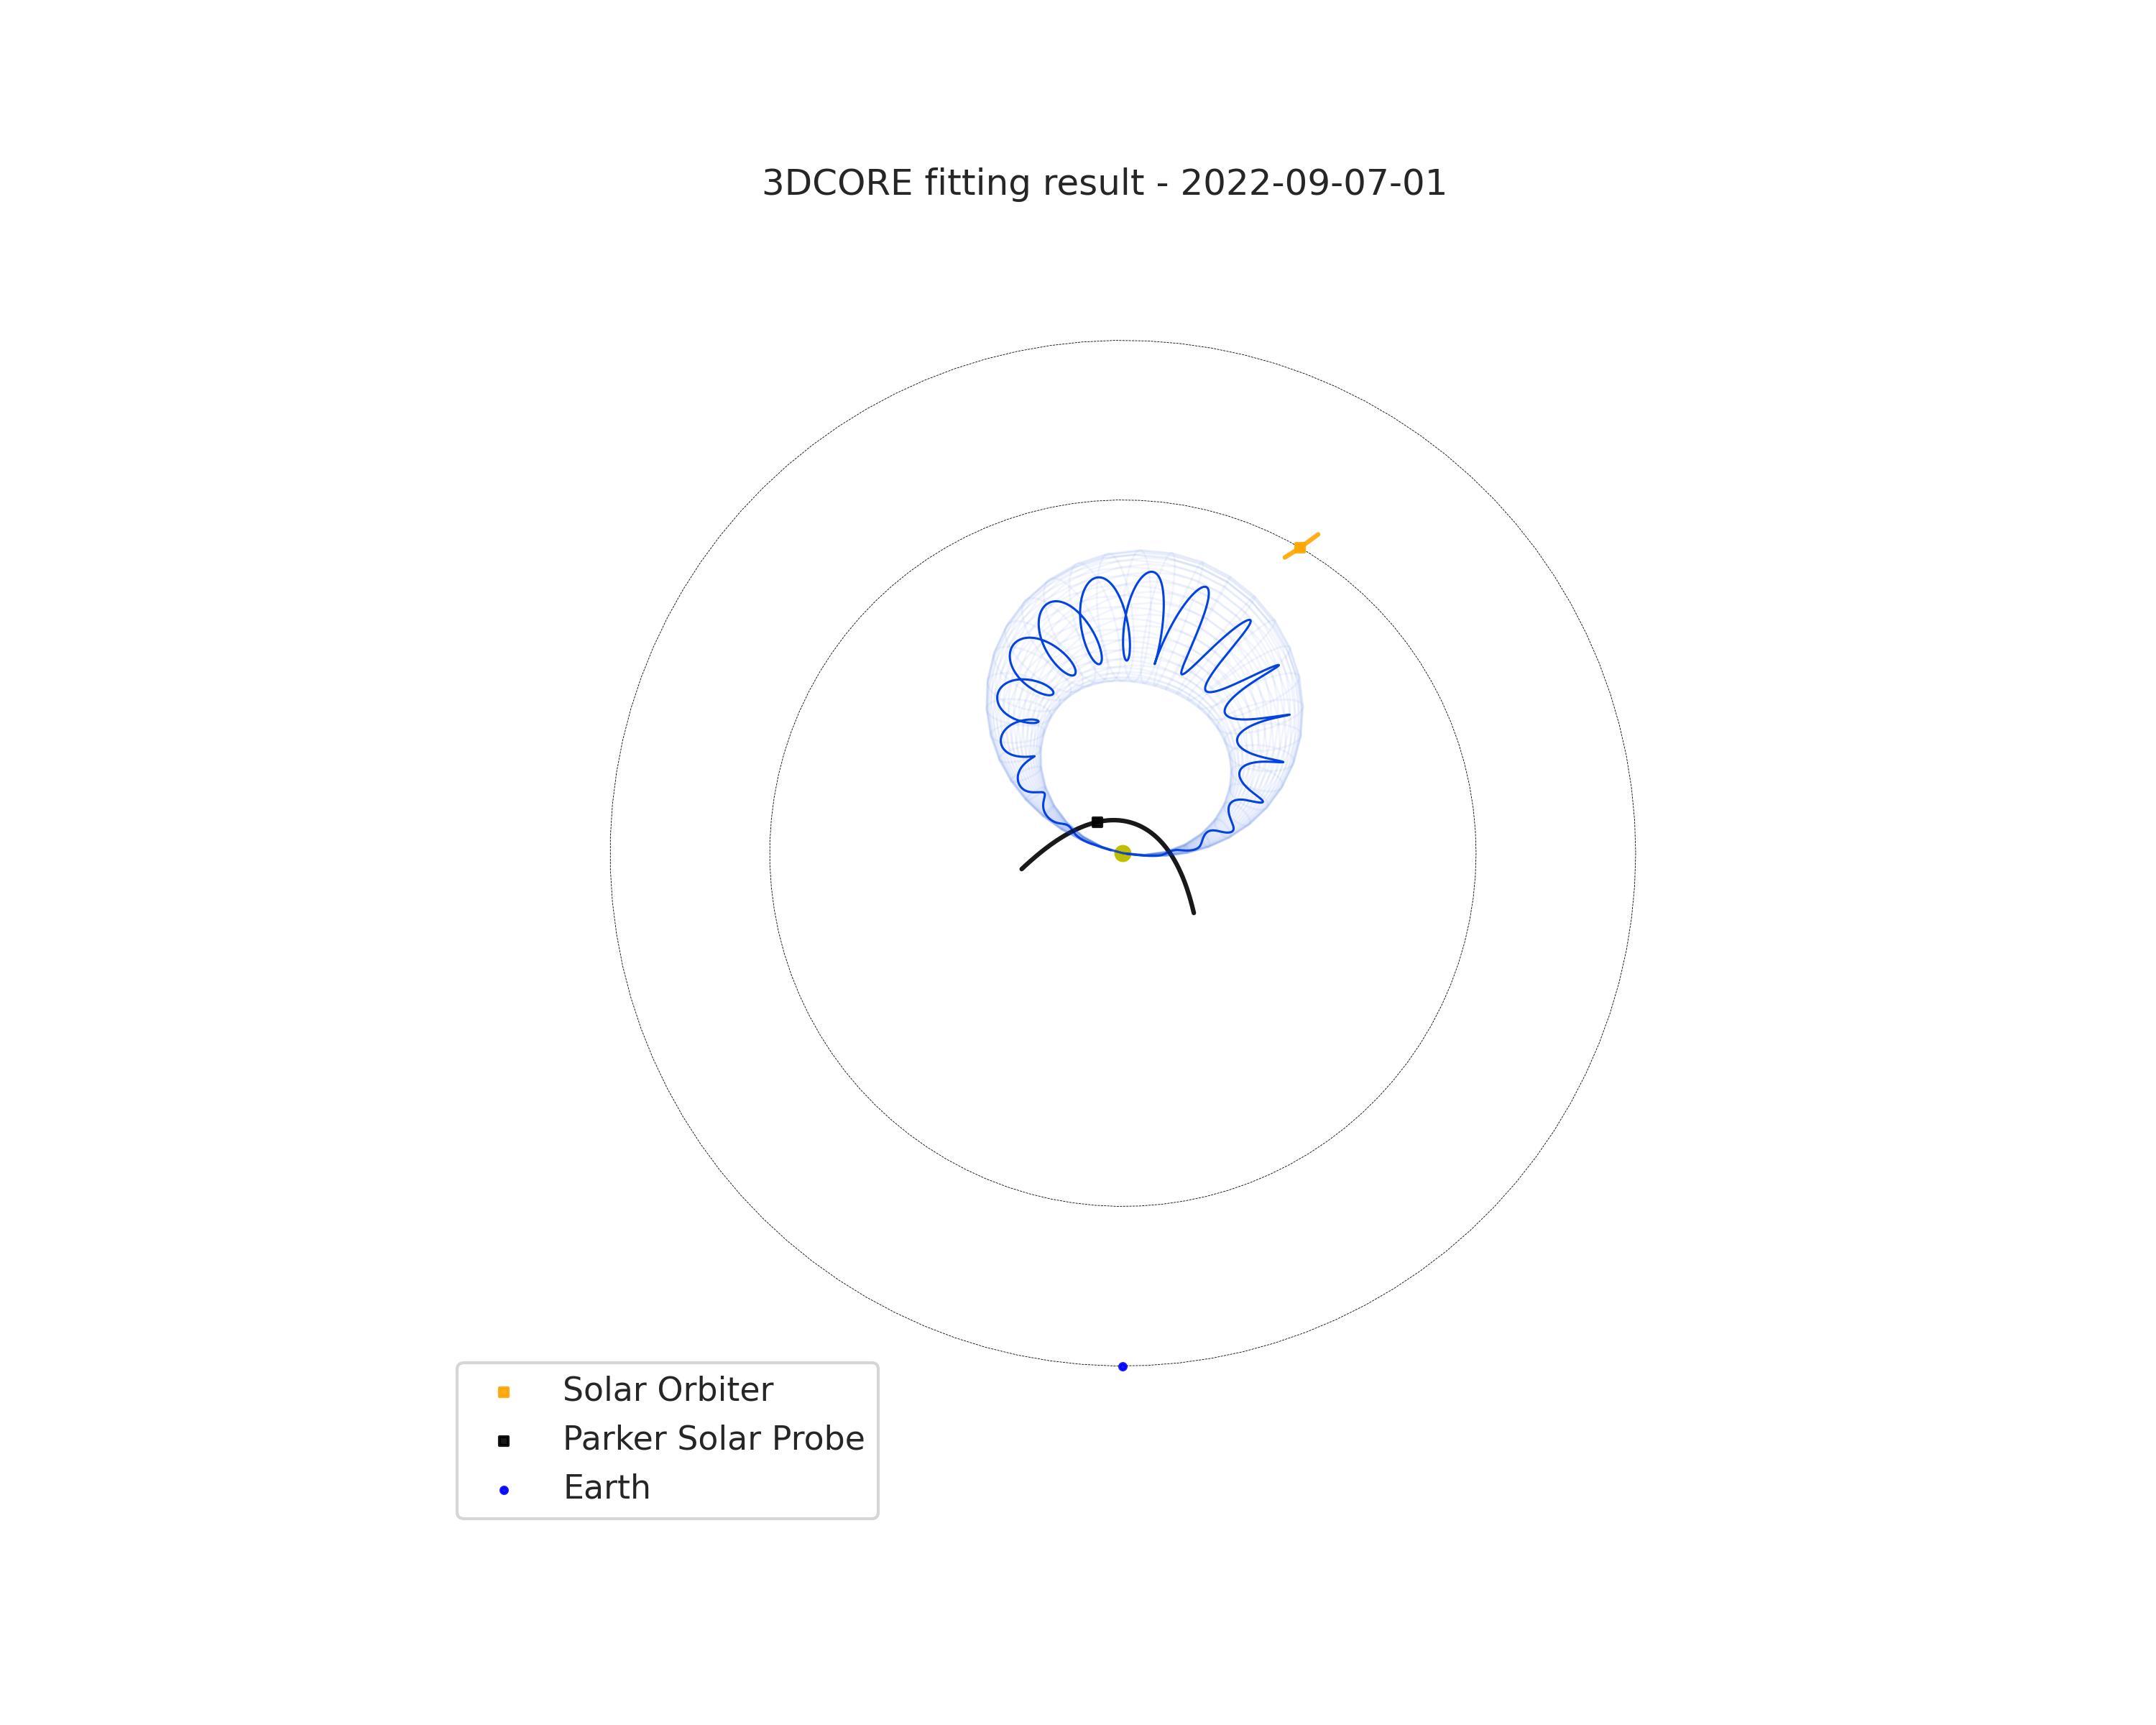 3DCORE fitting result - 2022-09-07-01
Solar Orbiter
Parker Solar Probe
Earth